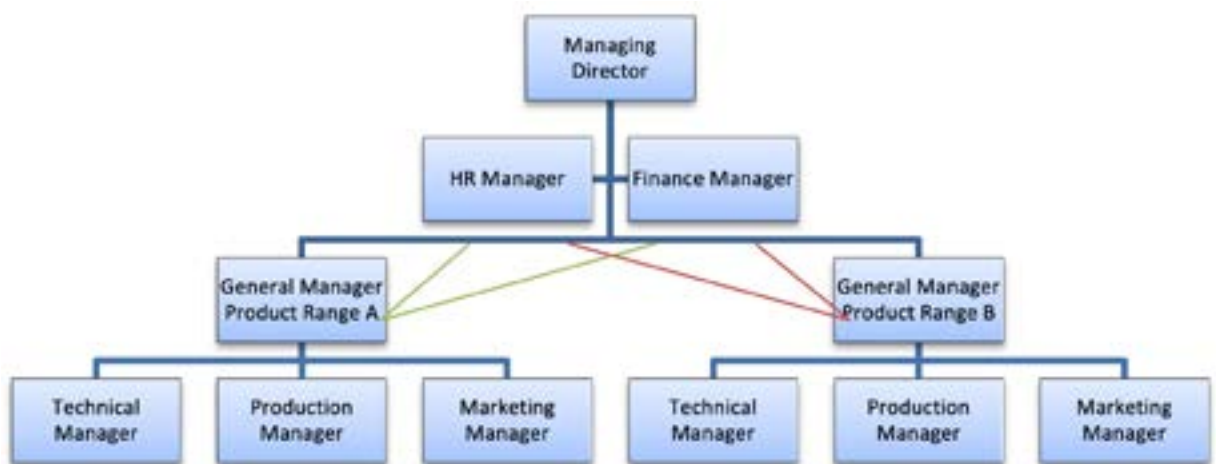 Managing
Director
HR Manager
Finance Manager
General Manager
Product Range A
General Manager
Product Range B
Technical
Manager
Production
Manager
Marketing
Manager
Technical
Manager
Production
Manager
Marketing
Manager